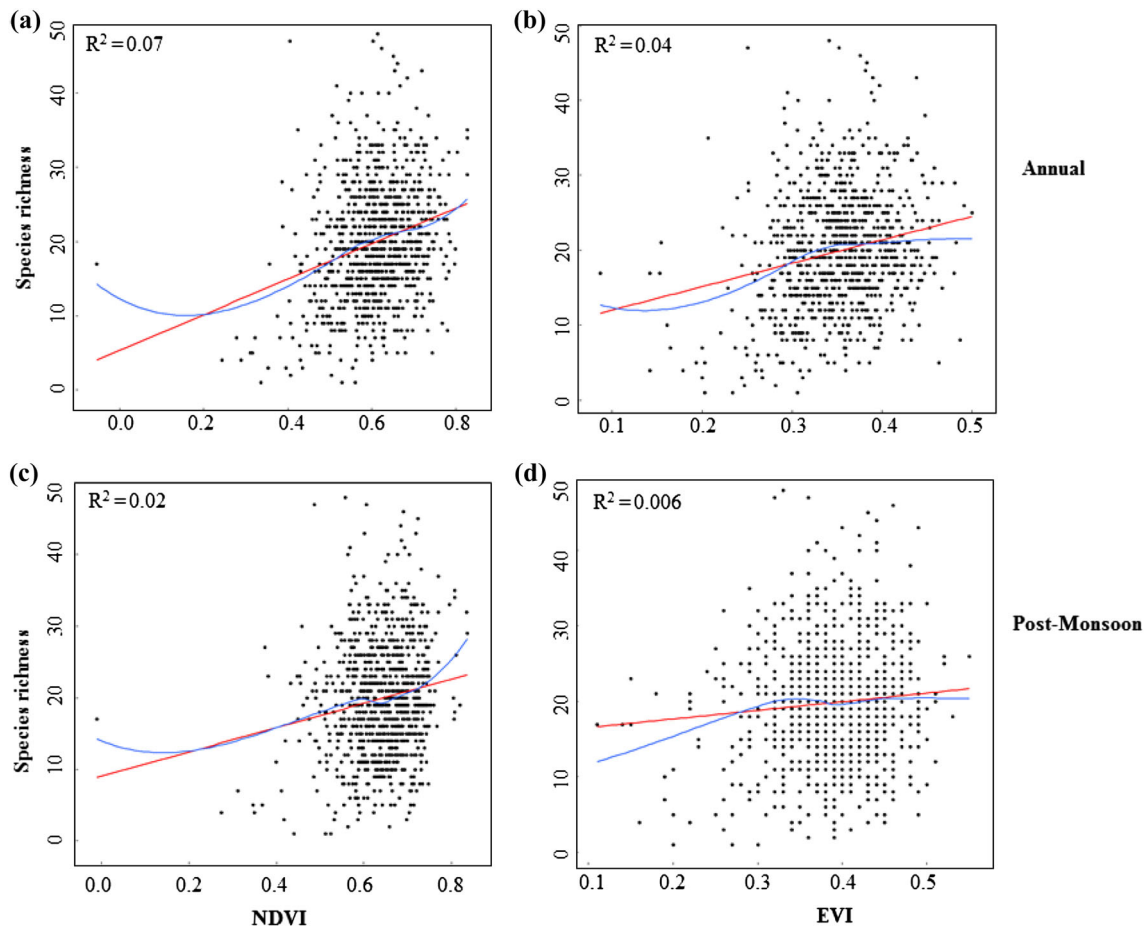 (a)
R² = 0.07
Species richness
0 10 20 30 40 50
0.0 0.2 0.4 0.6 0.8
(b)
R² = 0.04
0 10 20 30 40 50
0.1 0.2 0.3 0.4 0.5
Annual
(c)
R² = 0.02
Species richness
0 10 20 30 40 50
0.0 0.2 0.4 0.6 0.8
NDVI
(d)
R² = 0.006
0 10 20 30 40 50
0.1 0.2 0.3 0.4 0.5
EVI
Post-Monsoon